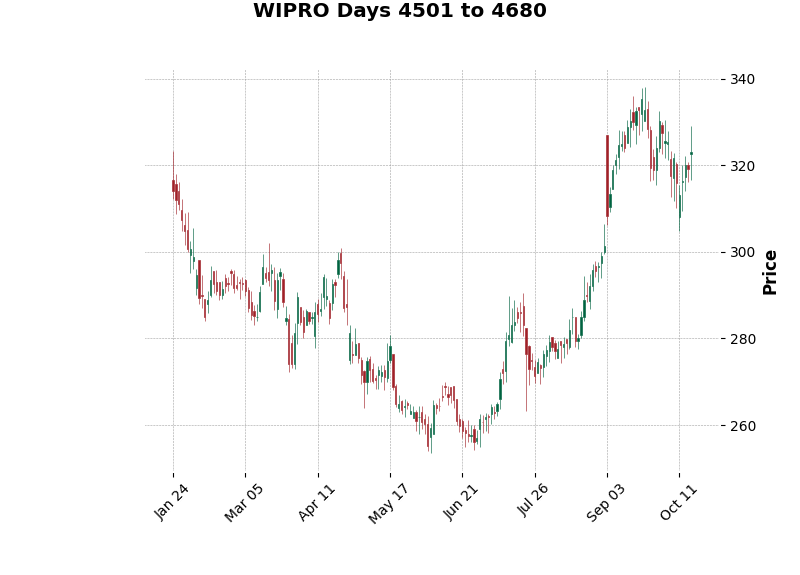 WIPRO Days 4501 to 4680
340
320
300
280
260
Price
Jan 24
Mar 05
Apr 11
May 17
Jun 21
Jul 26
Sep 03
Oct 11